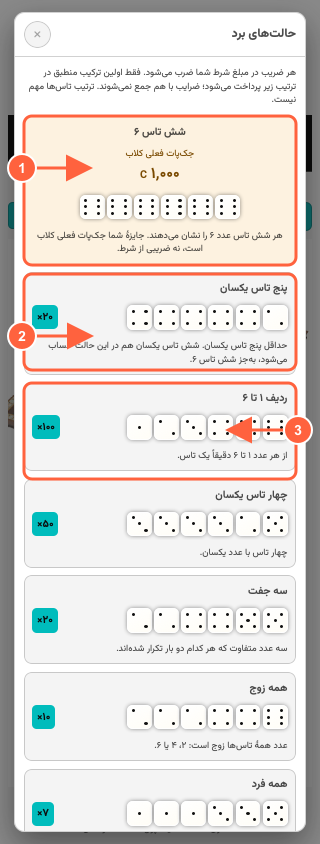 حالت‌های برد
×
هر ضریب در مبلغ شرط شما ضرب می‌شود. فقط اولین ترکیب منطبق در
ترتیب زیر پرداخت می‌شود؛ ضرایب با هم جمع نمی‌شوند. ترتیب تاس‌ها مهم
نیست.
شش تاس ۶
جک‌پات فعلی کلاب
C 1,000
هر شش تاس عدد ۶ را نشان می‌دهند. جایزهٔ شما جک‌پات فعلی کلاب
است، نه ضریبی از شرط.
1
پنج تاس یکسان
×۲۰
حداقل پنج تاس یکسان. شش تاس یکسان هم در این حالت
می‌شود، به‌جز شش تاس ۶.
2
ردیف ۱ تا ۶
×۱۰۰
از هر عدد ۱ تا ۶ دقیقاً یک تاس.
3
چهار تاس یکسان
×۵۰
چهار تاس با عدد یکسان.
سه جفت
×۲۰
سه عدد متفاوت که هر کدام دو بار تکرار شده‌اند.
همه زوج
×۱۰
عدد همهٔ تاس‌ها زوج است: ۲، ۴ یا ۶.
همه فرد
×۷